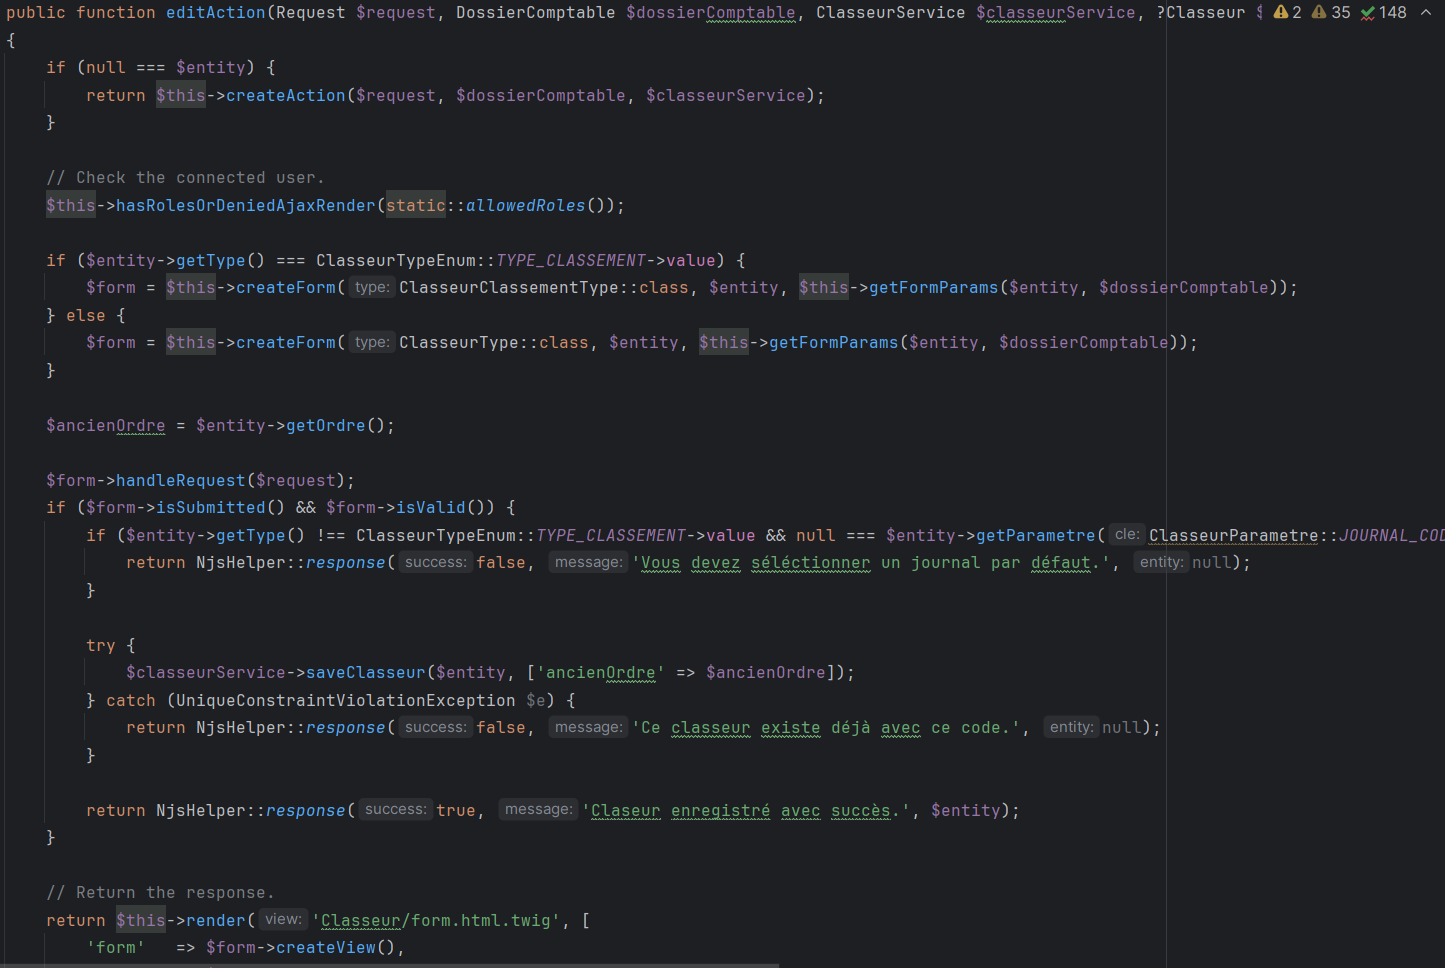 public function editAction(Request $request, DossierComptable $dossierComptable, ClasseurService $classeurService, ?Classeur $ 2 35 148
{
if (null === $entity) {
return $this->createAction($request, $dossierComptable, $classeurService);
}
// Check the connected user.
$this->hasRolesOrDeniedAjaxRender(static::allowedRoles());
if ($entity->getType() === ClasseurTypeEnum::TYPE_CLASSEMENT->value) {
$form = $this->createForm( type: ClasseurClassementType::class, $entity, $this->getFormParams($entity, $dossierComptable));
} else {
$form = $this->createForm( type: ClasseurType::class, $entity, $this->getFormParams($entity, $dossierComptable));
}
$ancienOrdre = $entity->getOrdre();
$form->handleRequest($request);
if ($form->isSubmitted() && $form->isValid()) {
if ($entity->getType() !== ClasseurTypeEnum::TYPE_CLASSEMENT->value && null === $entity->getParametre( cle: ClasseurParametre::JOURNAL_COD
return NjsHelper::response( success: false, message: 'Vous devez séléctionner un journal par défaut.', entity: null);
}
try {
$classeurService->saveClasseur($entity, ['ancienOrdre' => $ancienOrdre]);
} catch (UniqueConstraintViolationException $e) {
return NjsHelper::response( success: false, message: 'Ce classeur existe déjà avec ce code.', entity: null);
}
return NjsHelper::response( success: true, message: 'Claseur enregistré avec succès.', $entity);
}
// Return the response.
return $this->render( view: 'Classeur/form.html.twig', [
'form' => $form->createView(),